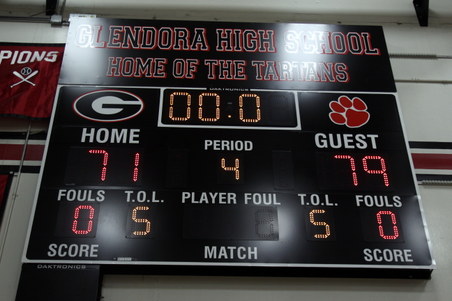 GLENDORA HIGH SCHOOL
PIONS
HOME OF THE TARTANS
DAKTRONICS
G 00:0
HOME PERIOD GUEST
71 4 79
FOULS T.O.L. PLAYER FOUL T.O.L. FOULS
0 5 5 0
SCORE MATCH SCORE
DAKTRONICS